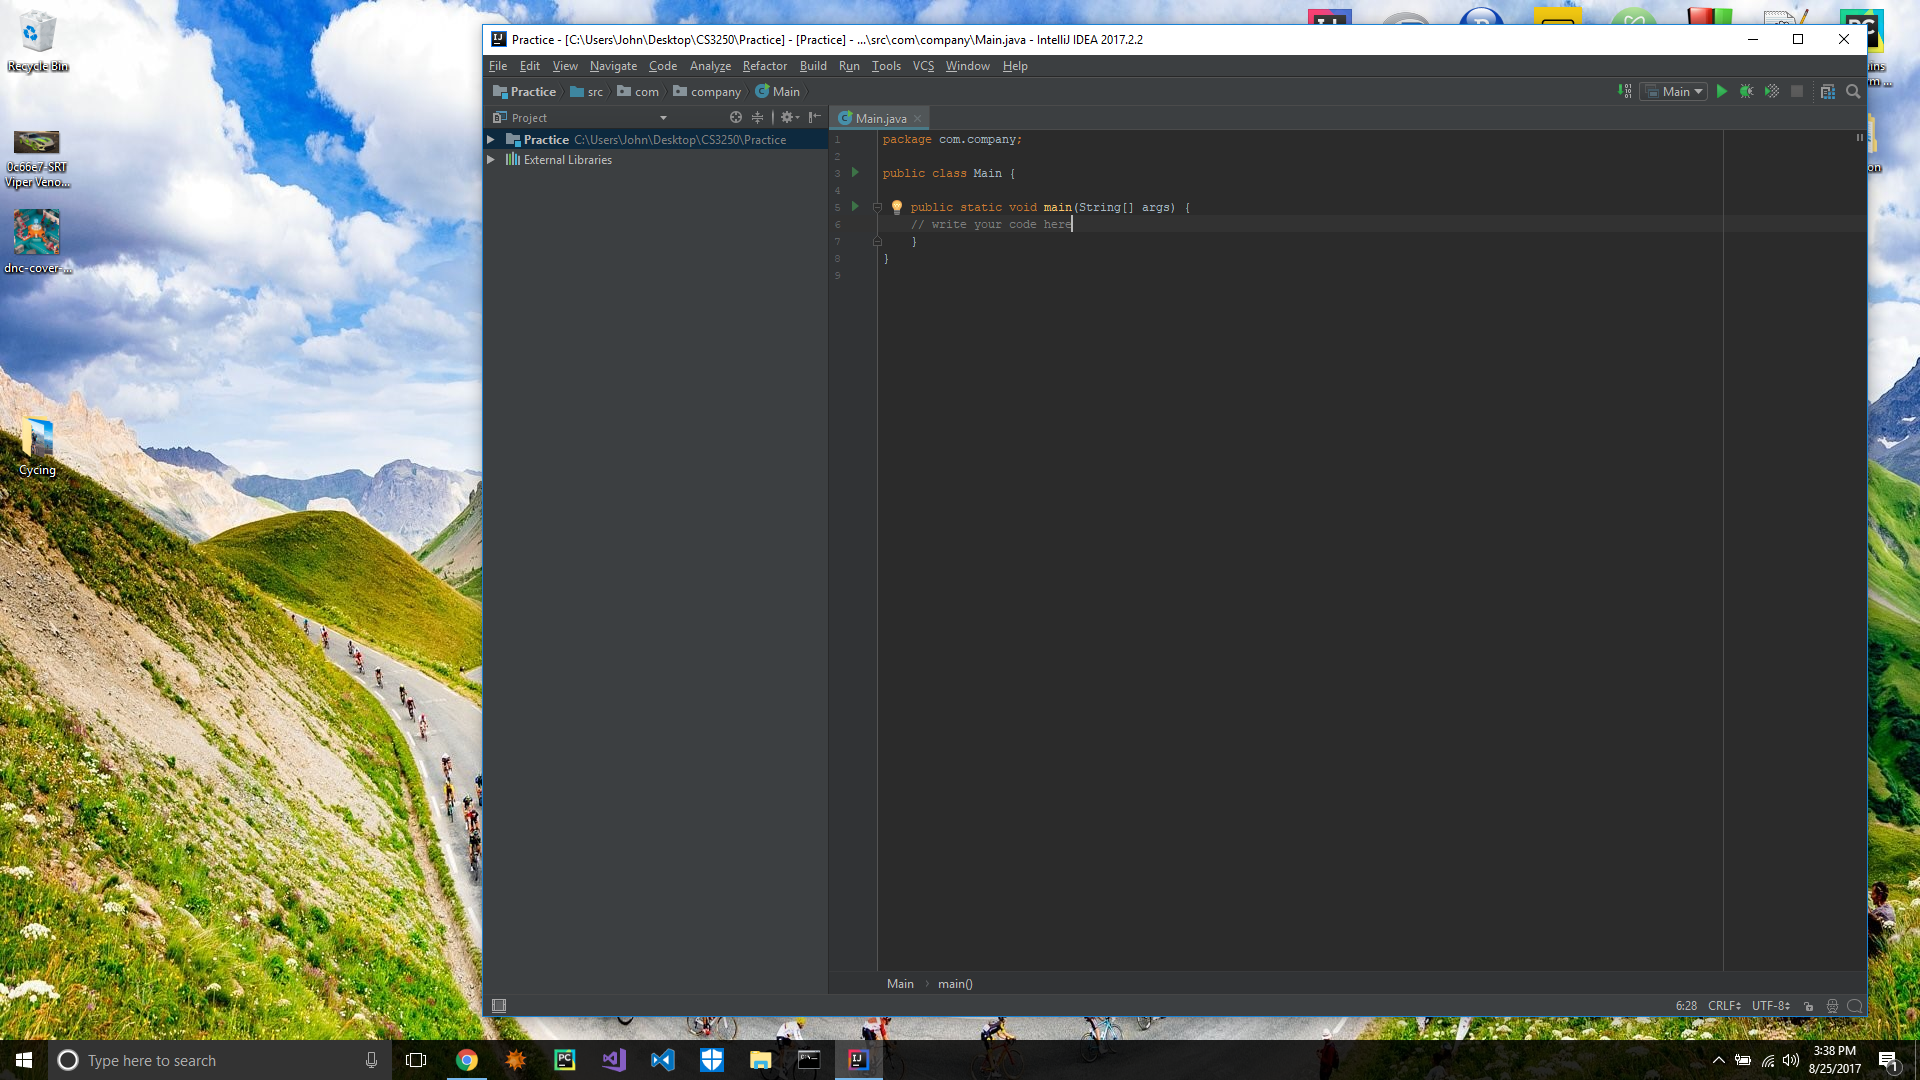 Recycle Bin
0c66e7-SRT
Viper Veno...
dnc-cover-...
Cycing
Practice - [C:\Users\John\Desktop\CS3250\Practice] - [Practice] - ...\src\com\company\Main.java - IntelliJ IDEA 2017.2.2
File Edit View Navigate Code Analyze Refactor Build Run Tools VCS Window Help
Practice src com company Main
Main
Project
Main.java
Practice C:\Users\John\Desktop\CS3250\Practice
External Libraries
1 package com.company;
2
3 public class Main {
4
5 public static void main(String[] args) {
6 // write your code here
7 }
8 }
9
Main › main()
6:28 CRLF UTF-8
Type here to search
PC
IJ
3:38 PM
8/25/2017
1